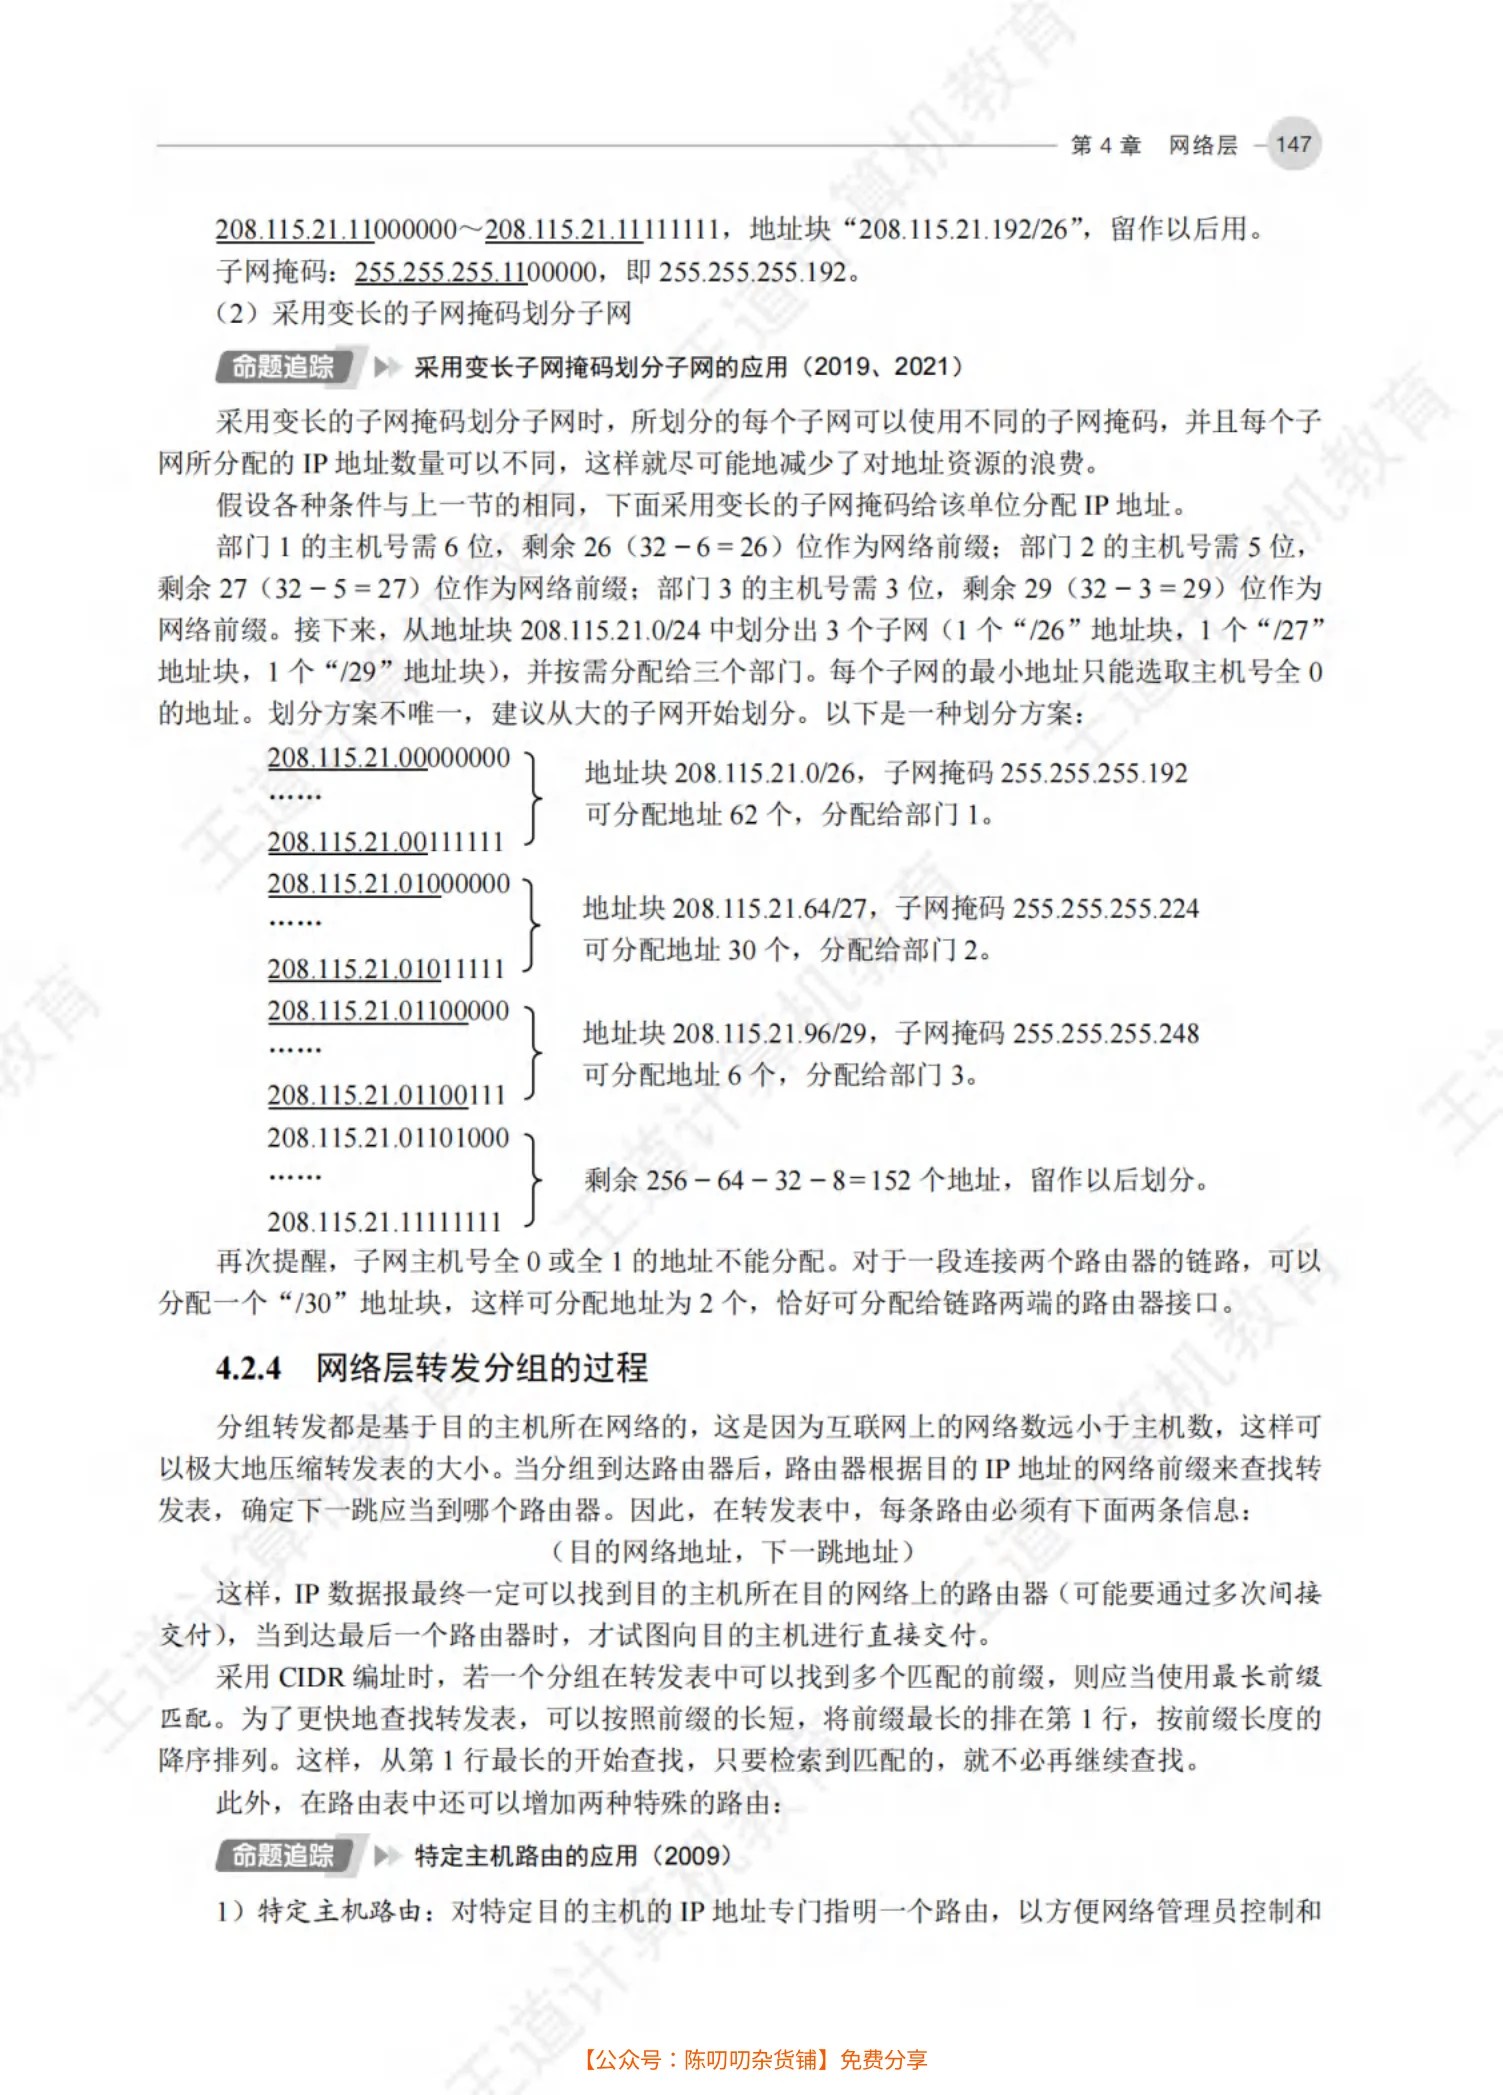 第 4 章 网络层 147
208.115.21.11000000～208.115.21.11111111，地址块“208.115.21.192/26”，留作以后用。
子网掩码：255.255.255.1100000，即 255.255.255.192。
（2）采用变长的子网掩码划分子网
命题追踪 采用变长子网掩码划分子网的应用（2019、2021）
采用变长的子网掩码划分子网时，所划分的每个子网可以使用不同的子网掩码，并且每个子
网所分配的 IP 地址数量可以不同，这样就尽可能地减少了对地址资源的浪费。
假设各种条件与上一节的相同，下面采用变长的子网掩码给该单位分配 IP 地址。
部门 1 的主机号需 6 位，剩余 26（32 − 6 = 26）位作为网络前缀；部门 2 的主机号需 5 位，
剩余 27（32 − 5 = 27）位作为网络前缀；部门 3 的主机号需 3 位，剩余 29（32 − 3 = 29）位作为
网络前缀。接下来，从地址块 208.115.21.0/24 中划分出 3 个子网（1 个“/26”地址块，1 个“/27”
地址块，1 个“/29”地址块），并按需分配给三个部门。每个子网的最小地址只能选取主机号全 0
的地址。划分方案不唯一，建议从大的子网开始划分。以下是一种划分方案：
208.115.21.00000000
……
208.115.21.00111111
地址块 208.115.21.0/26，子网掩码 255.255.255.192
可分配地址 62 个，分配给部门 1。
208.115.21.01000000
……
208.115.21.01011111
地址块 208.115.21.64/27，子网掩码 255.255.255.224
可分配地址 30 个，分配给部门 2。
208.115.21.01100000
……
208.115.21.01100111
地址块 208.115.21.96/29，子网掩码 255.255.255.248
可分配地址 6 个，分配给部门 3。
208.115.21.01101000
……
208.115.21.11111111
剩余 256 − 64 − 32 − 8=152 个地址，留作以后划分。
再次提醒，子网主机号全 0 或全 1 的地址不能分配。对于一段连接两个路由器的链路，可以
分配一个“/30”地址块，这样可分配地址为 2 个，恰好可分配给链路两端的路由器接口。
4.2.4 网络层转发分组的过程
分组转发都是基于目的主机所在网络的，这是因为互联网上的网络数远小于主机数，这样可
以极大地压缩转发表的大小。当分组到达路由器后，路由器根据目的 IP 地址的网络前缀来查找转
发表，确定下一跳应当到哪个路由器。因此，在转发表中，每条路由必须有下面两条信息：
（目的网络地址，下一跳地址）
这样，IP 数据报最终一定可以找到目的主机所在目的网络上的路由器（可能要通过多次间接
交付），当到达最后一个路由器时，才试图向目的主机进行直接交付。
采用 CIDR 编址时，若一个分组在转发表中可以找到多个匹配的前缀，则应当使用最长前缀
匹配。为了更快地查找转发表，可以按照前缀的长短，将前缀最长的排在第 1 行，按前缀长度的
降序排列。这样，从第 1 行最长的开始查找，只要检索到匹配的，就不必再继续查找。
此外，在路由表中还可以增加两种特殊的路由：
命题追踪 特定主机路由的应用（2009）
1）特定主机路由：对特定目的主机的 IP 地址专门指明一个路由，以方便网络管理员控制和
【公众号：陈叨叨杂货铺】免费分享
王道计算机教育